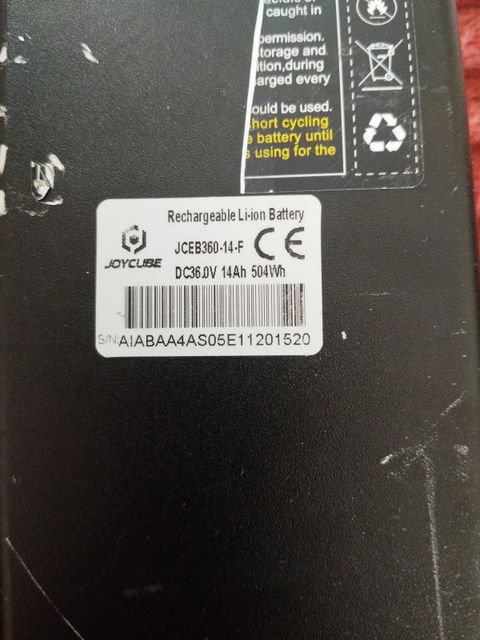 caught in
permission.
storage and
ition,during
arged every
ould be used.
hort cycling
battery until
using for the
Rechargeable Li-ion Battery
JCEB360-14-F CE
JOYCUBE
DC36.0V 14Ah 504Wh
S/N AIABAA4AS05E11201520